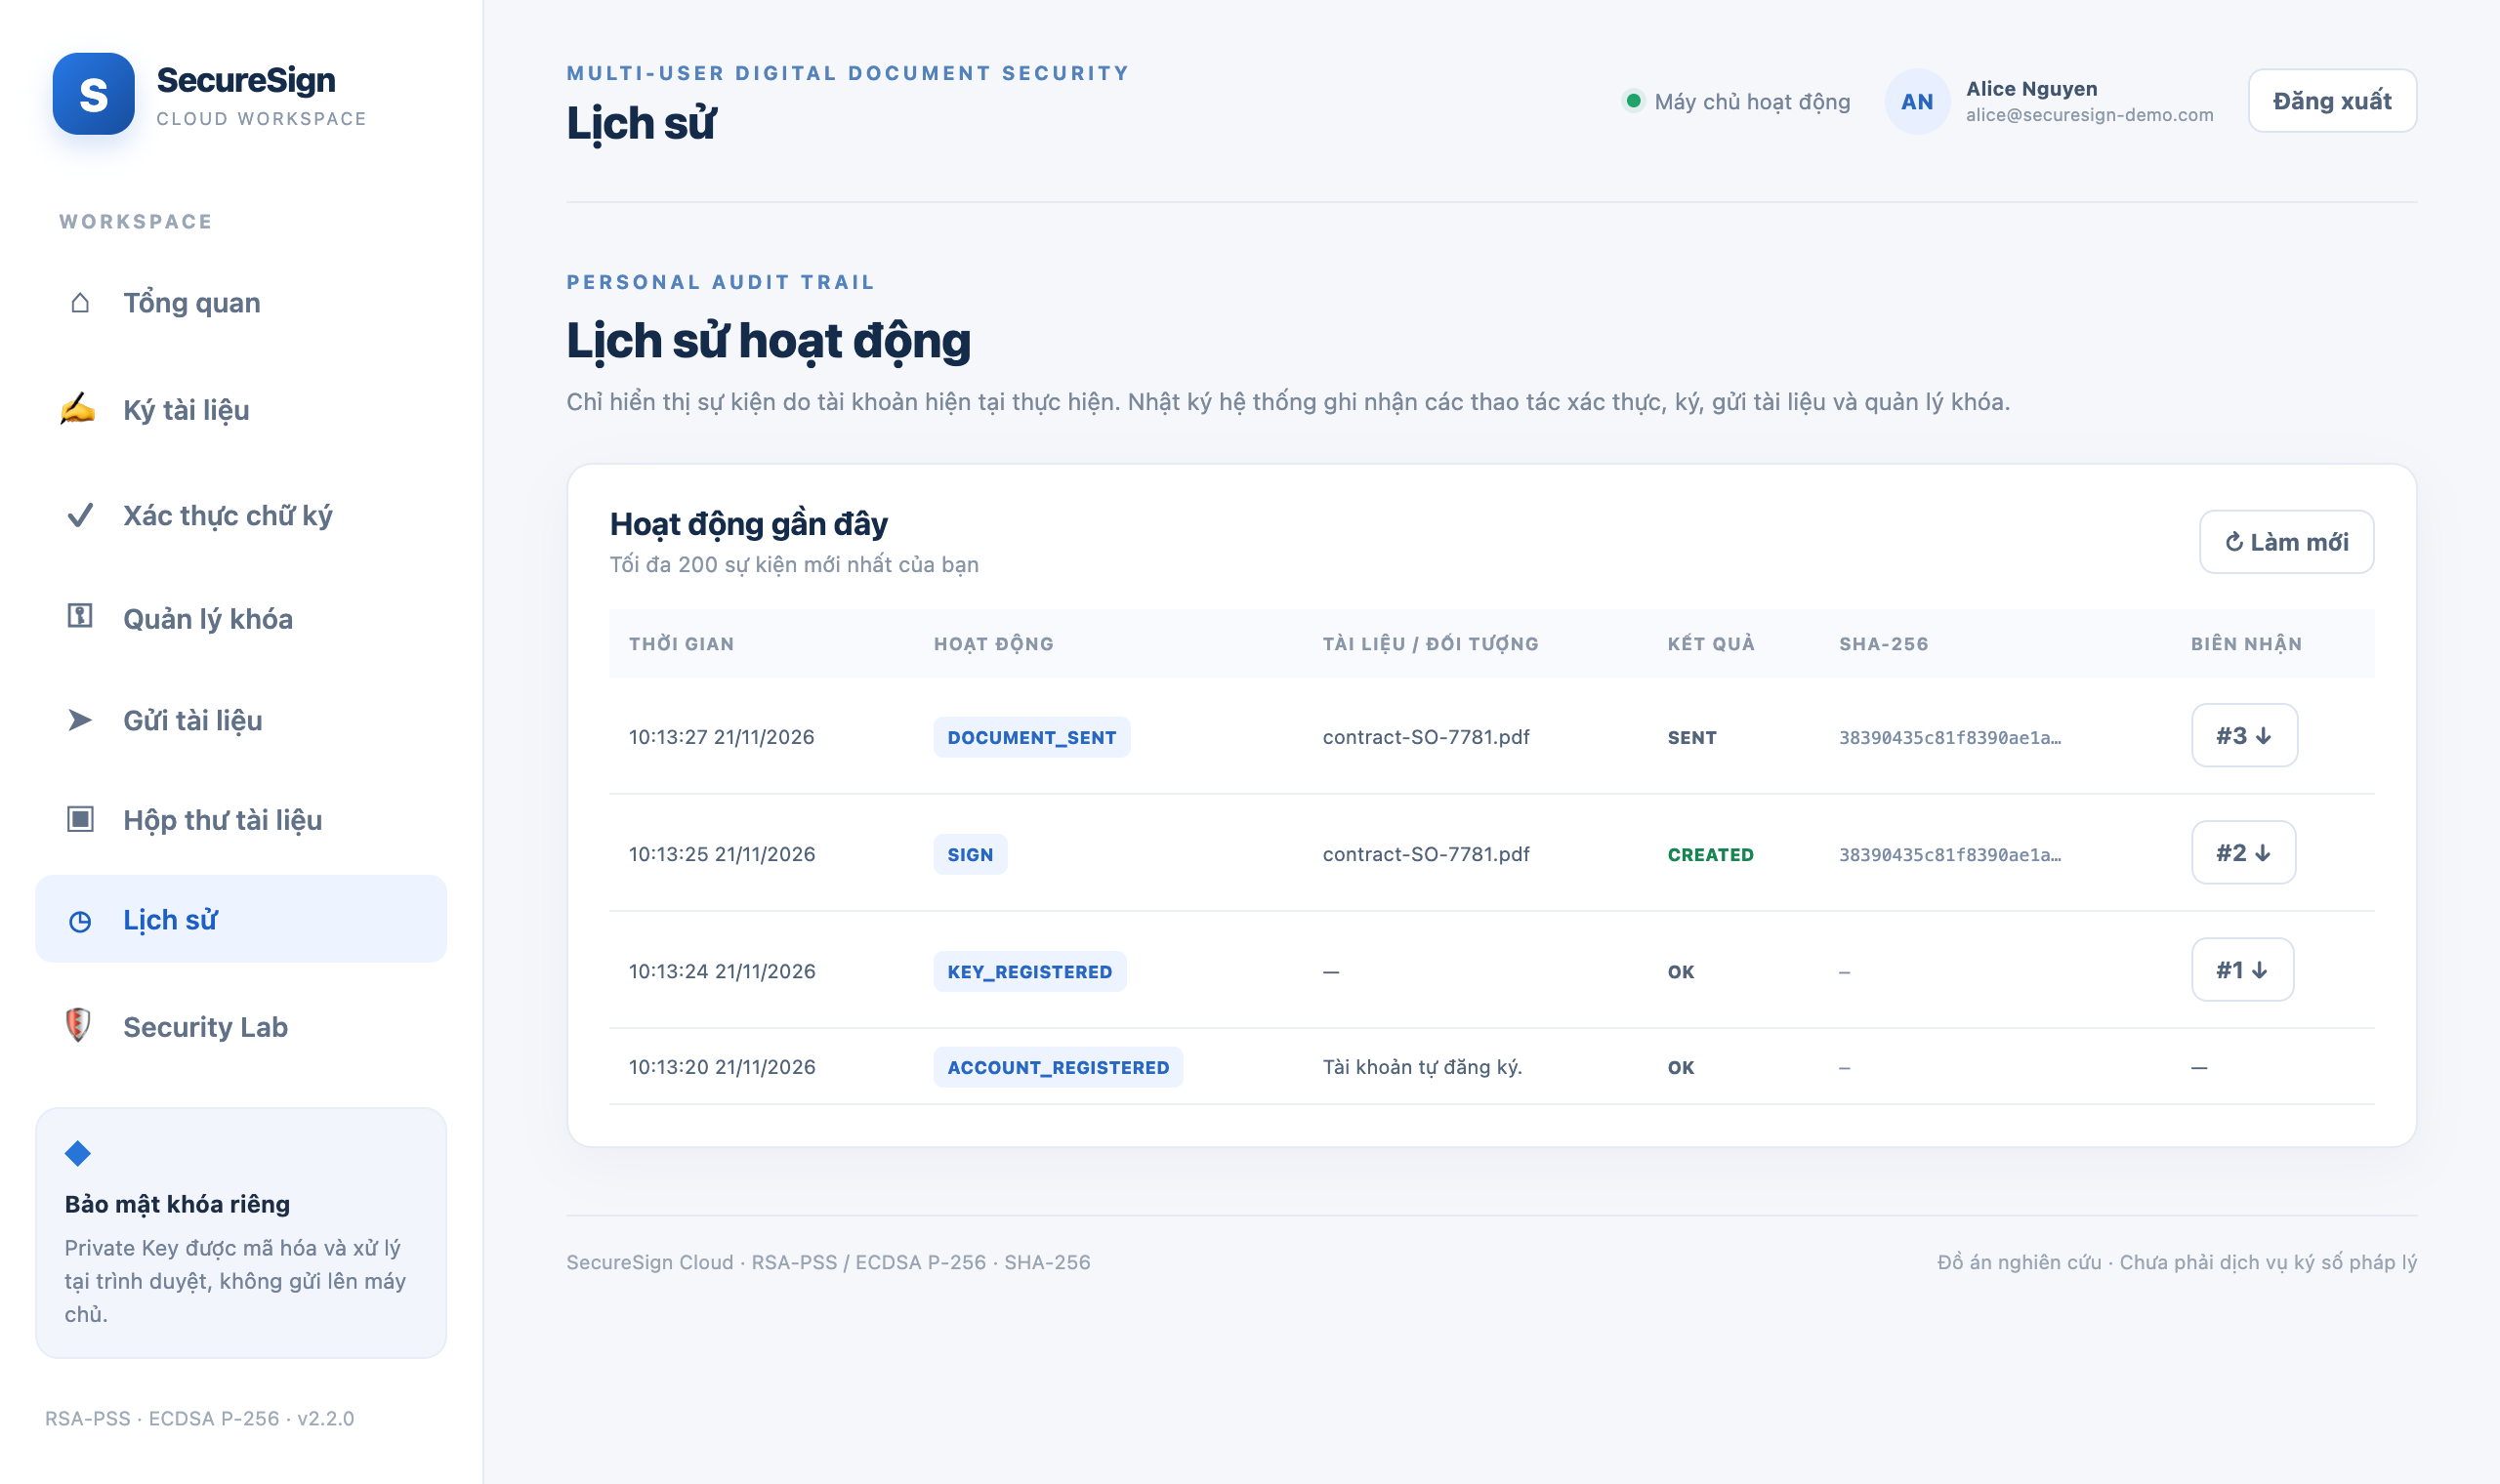 S
SecureSign
CLOUD WORKSPACE
WORKSPACE
Tổng quan
Ký tài liệu
Xác thực chữ ký
Quản lý khóa
Gửi tài liệu
Hộp thư tài liệu
Lịch sử
Security Lab
Bảo mật khóa riêng
Private Key được mã hóa và xử lý
tại trình duyệt, không gửi lên máy
chủ.
RSA-PSS · ECDSA P-256 · v2.2.0
MULTI-USER DIGITAL DOCUMENT SECURITY
Lịch sử
Máy chủ hoạt động
AN
Alice Nguyen
alice@securesign-demo.com
Đăng xuất
PERSONAL AUDIT TRAIL
Lịch sử hoạt động
Chỉ hiển thị sự kiện do tài khoản hiện tại thực hiện. Nhật ký hệ thống ghi nhận các thao tác xác thực, ký, gửi tài liệu và quản lý khóa.
Hoạt động gần đây
Tối đa 200 sự kiện mới nhất của bạn
↻ Làm mới
THỜI GIAN HOẠT ĐỘNG TÀI LIỆU / ĐỐI TƯỢNG KẾT QUẢ SHA-256 BIÊN NHẬN
10:13:27 21/11/2026 DOCUMENT_SENT contract-SO-7781.pdf SENT 38390435c81f8390ae1a… #3 ↓
10:13:25 21/11/2026 SIGN contract-SO-7781.pdf CREATED 38390435c81f8390ae1a… #2 ↓
10:13:24 21/11/2026 KEY_REGISTERED — OK — #1 ↓
10:13:20 21/11/2026 ACCOUNT_REGISTERED Tài khoản tự đăng ký. OK — —
SecureSign Cloud · RSA-PSS / ECDSA P-256 · SHA-256
Đồ án nghiên cứu · Chưa phải dịch vụ ký số pháp lý